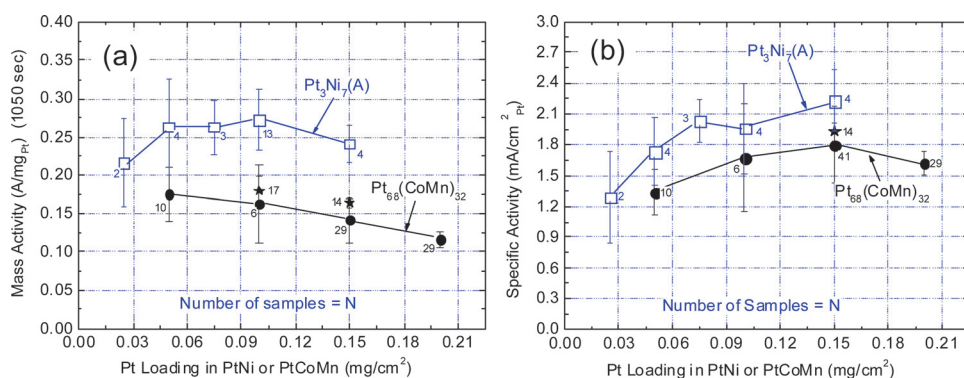 (a)
Mass Activity (A/mgPt) (1050 sec)
0.40
0.35
0.30
0.25
0.20
0.15
0.10
0.05
0.00
Pt3Ni7(A)
2
4
3
13
4
Pt68(CoMn)32
10
17
6
14
29
29
Number of samples = N
0.00 0.03 0.06 0.09 0.12 0.15 0.18 0.21
Pt Loading in PtNi or PtCoMn (mg/cm2)
(b)
Specific Activity (mA/cm2Pt)
3.0
2.7
2.4
2.1
1.8
1.5
1.2
0.9
0.6
0.3
0.0
Pt3Ni7(A)
2
4
3
4
4
14
10
6
41
29
Pt68(CoMn)32
Number of Samples = N
0.00 0.03 0.06 0.09 0.12 0.15 0.18 0.21
Pt Loading in PtNi or PtCoMn (mg/cm2)